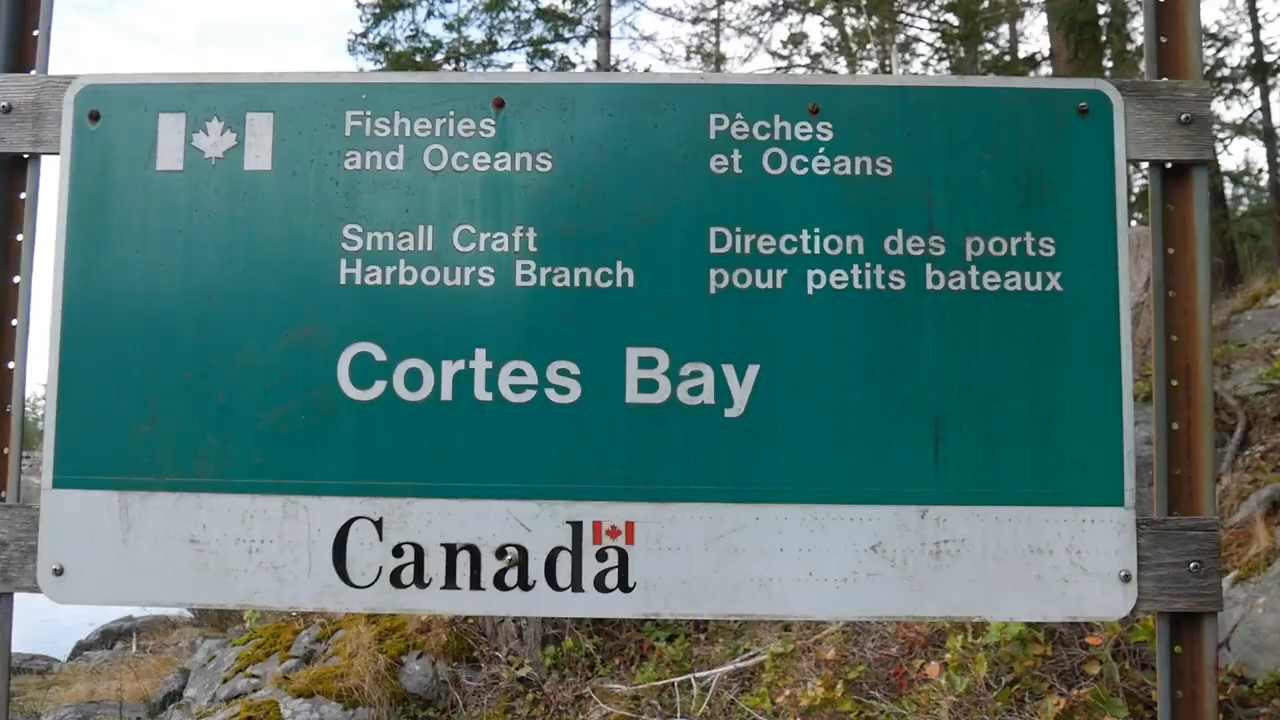 Fisheries
and Oceans
Pêches
et Océans
Small Craft
Harbours Branch
Direction des ports
pour petits bateaux
Cortes Bay
Canada